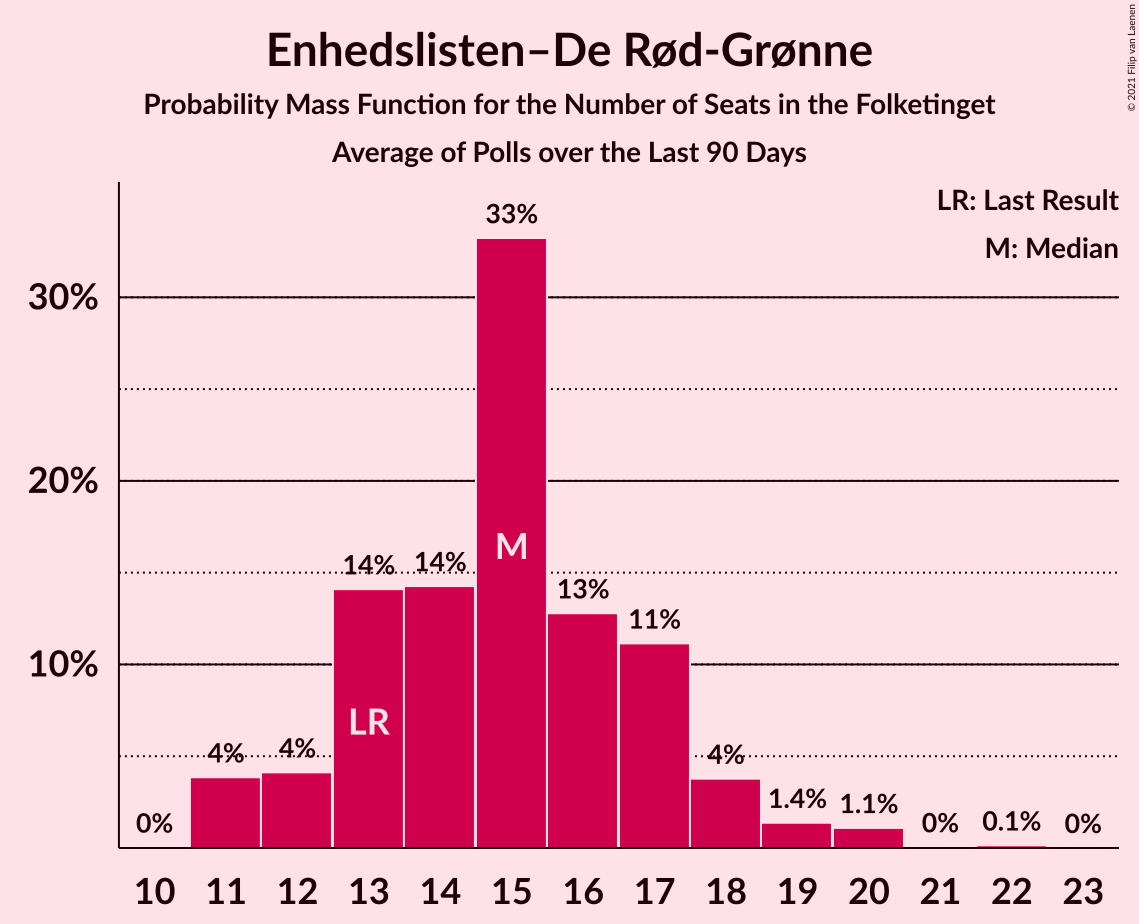 Enhedslisten–De Rød-Grønne
Probability Mass Function for the Number of Seats in the Folketinget
Average of Polls over the Last 90 Days
© 2021 Filip van Laenen
LR: Last Result
M: Median
30%
20%
10%
0%
4%
4%
14%
14%
33%
13%
11%
4%
1.4%
1.1%
0%
0.1%
0%
LR
M
10 11 12 13 14 15 16 17 18 19 20 21 22 23